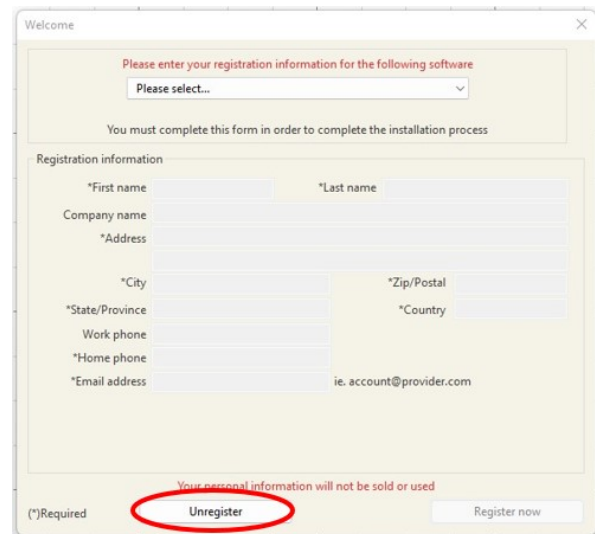 Welcome
Please enter your registration information for the following software
Please select...
You must complete this form in order to complete the installation process
Registration information
*First name *Last name
Company name
*Address
*City *Zip/Postal
*State/Province *Country
Work phone
*Home phone
*Email address ie. account@provider.com
Your personal information will not be sold or used
(*)Required Unregister Register now